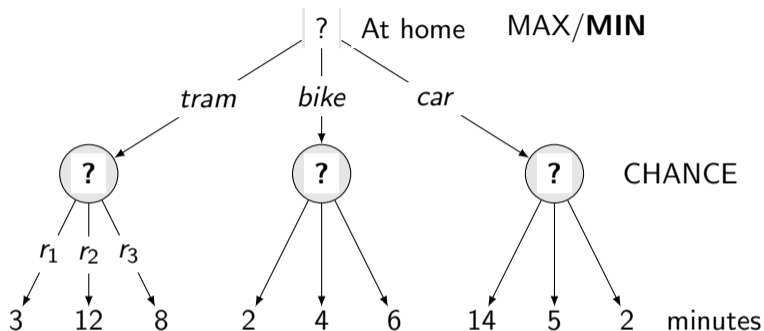 ? At home MAX/MIN
tram bike car
? ? ? CHANCE
r1 r2 r3
3 12 8 2 4 6 14 5 2 minutes